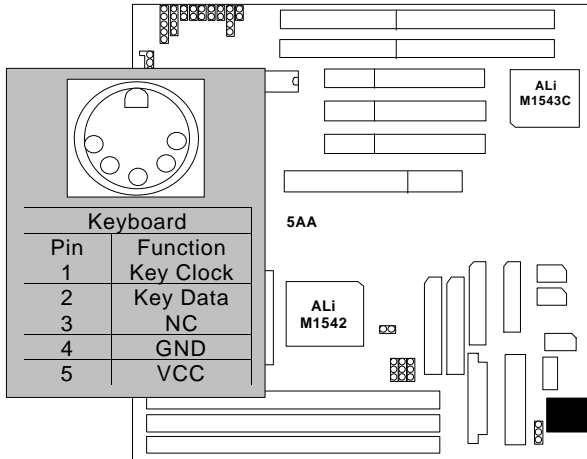 ALi
M1543C
5AA
Keyboard
Pin Function
1 Key Clock
2 Key Data
3 NC
4 GND
5 VCC
ALi
M1542